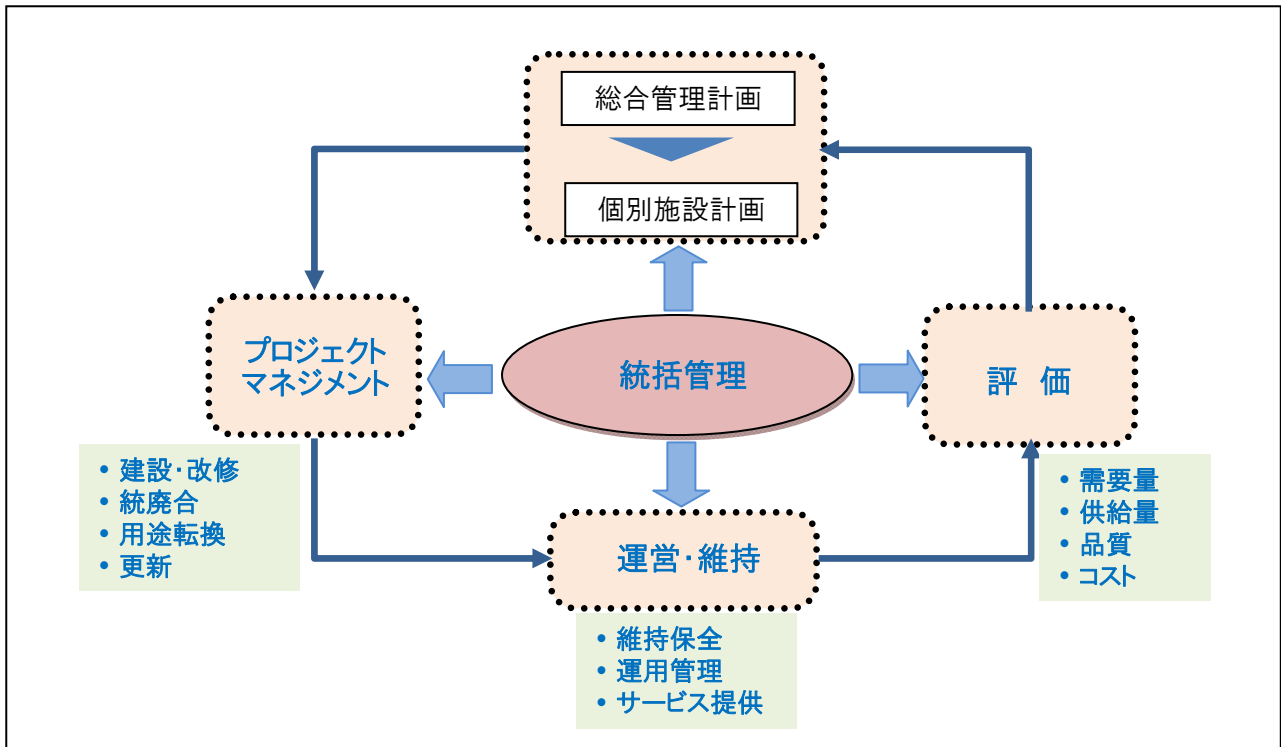 総合管理計画
個別施設計画
プロジェクト
マネジメント
統括管理
評 価
• 建設・改修
• 統廃合
• 用途転換
• 更新
運営・維持
• 需要量
• 供給量
• 品質
• コスト
• 維持保全
• 運用管理
• サービス提供